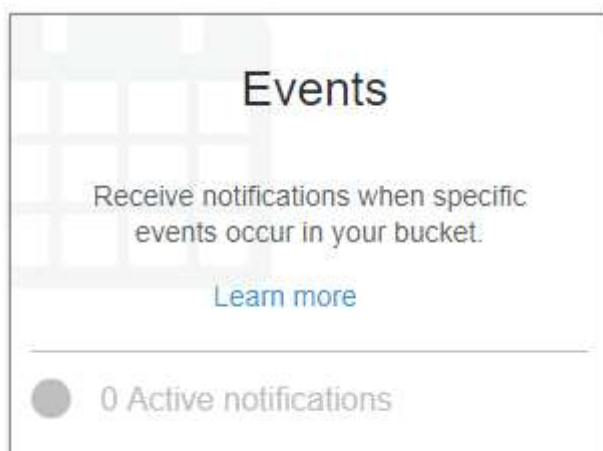 Events
Receive notifications when specific
events occur in your bucket.
Learn more
0 Active notifications